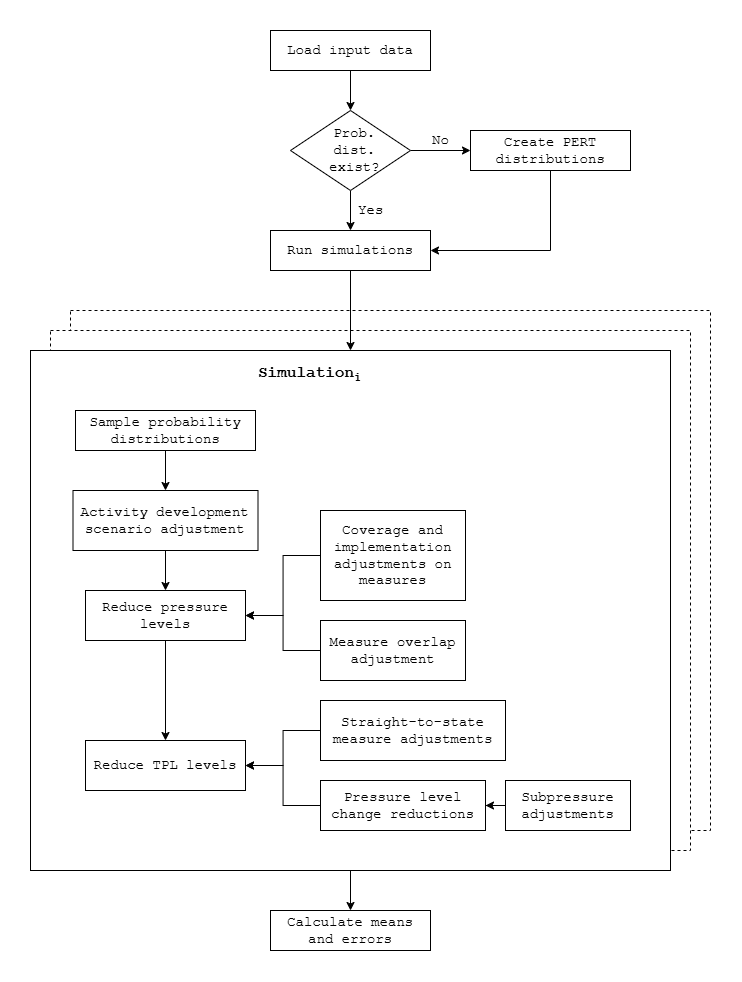 Load input data
Prob.
dist.
exist?
No
Create PERT
distributions
Yes
Run simulations
Simulationi
Sample probability
distributions
Activity development
scenario adjustment
Coverage and
implementation
adjustments on
measures
Reduce pressure
levels
Measure overlap
adjustment
Straight-to-state
measure adjustments
Reduce TPL levels
Pressure level
change reductions
Subpressure
adjustments
Calculate means
and errors